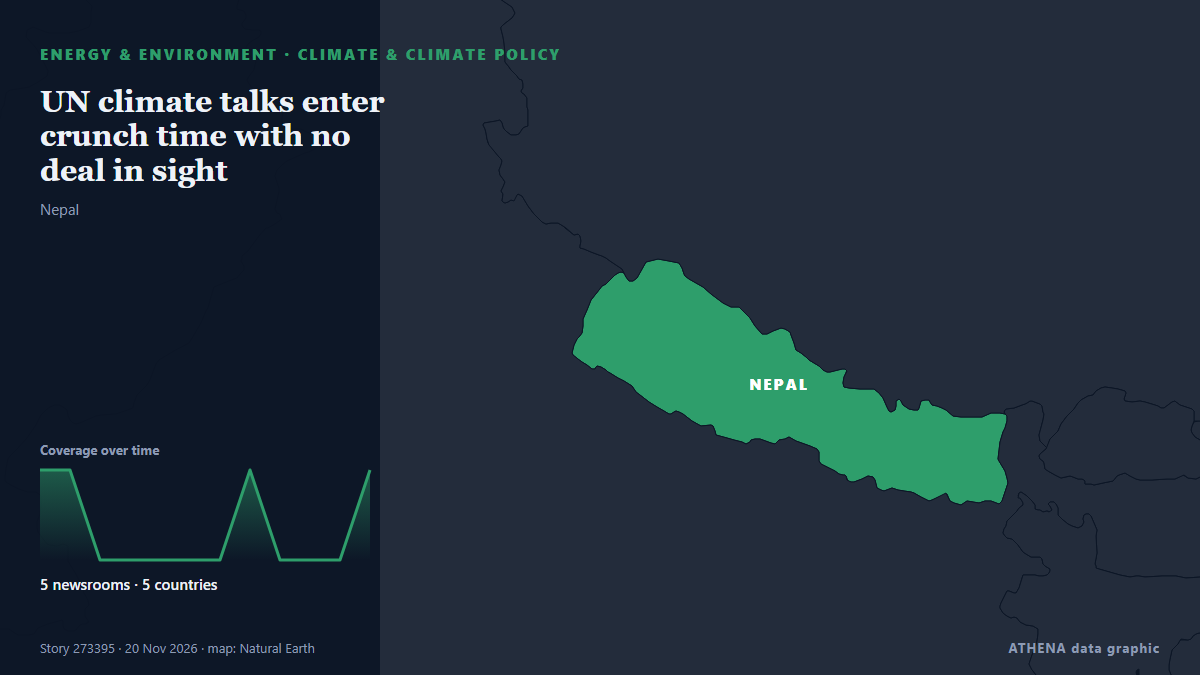 ENERGY & ENVIRONMENT · CLIMATE & CLIMATE POLICY
UN climate talks enter
crunch time with no
deal in sight
Nepal
NEPAL
Coverage over time
5 newsrooms · 5 countries
Story 273395 · 20 Nov 2026 · map: Natural Earth
ATHENA data graphic